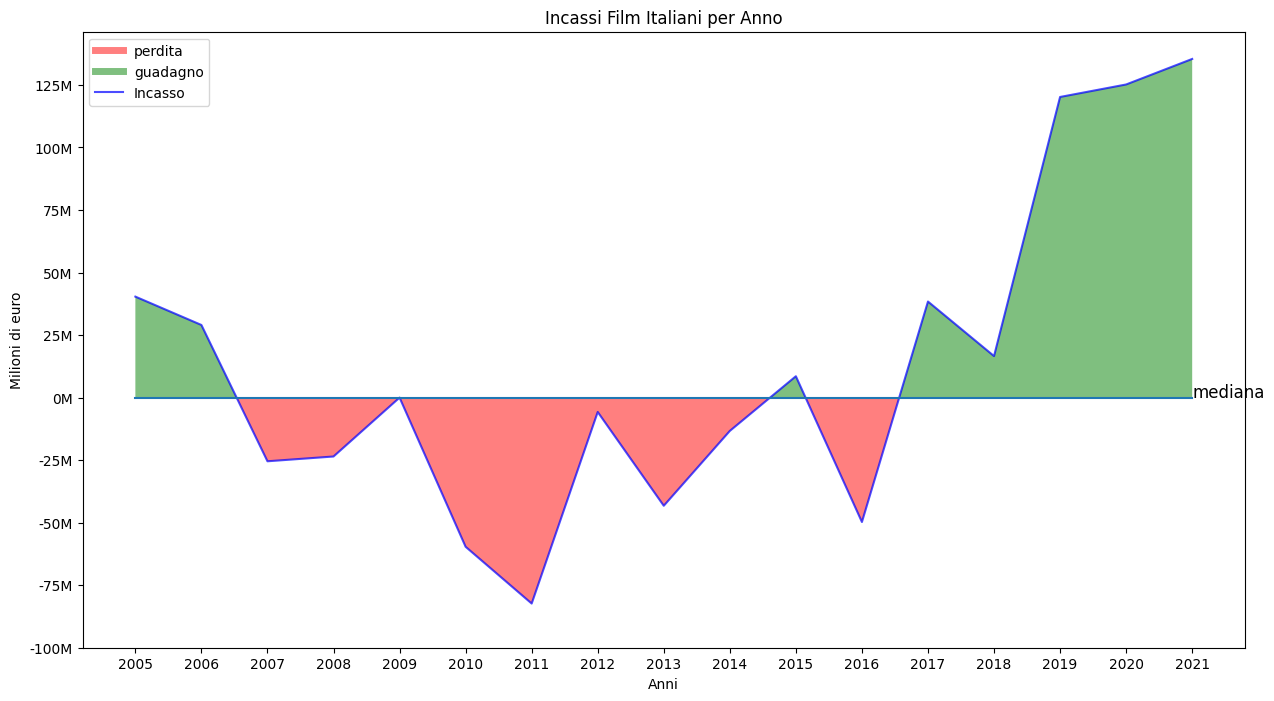 Incassi Film Italiani per Anno
perdita
guadagno
Incasso
125M
100M
75M
50M
25M
0M
-25M
-50M
-75M
-100M
Milioni di euro
mediana
2005 2006 2007 2008 2009 2010 2011 2012 2013 2014 2015 2016 2017 2018 2019 2020 2021
Anni